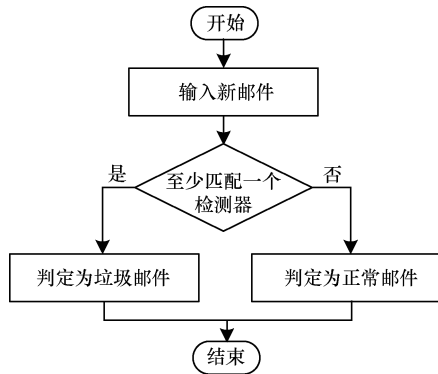 开始
输入新邮件
至少匹配一个
检测器
是
否
判定为垃圾邮件
判定为正常邮件
结束